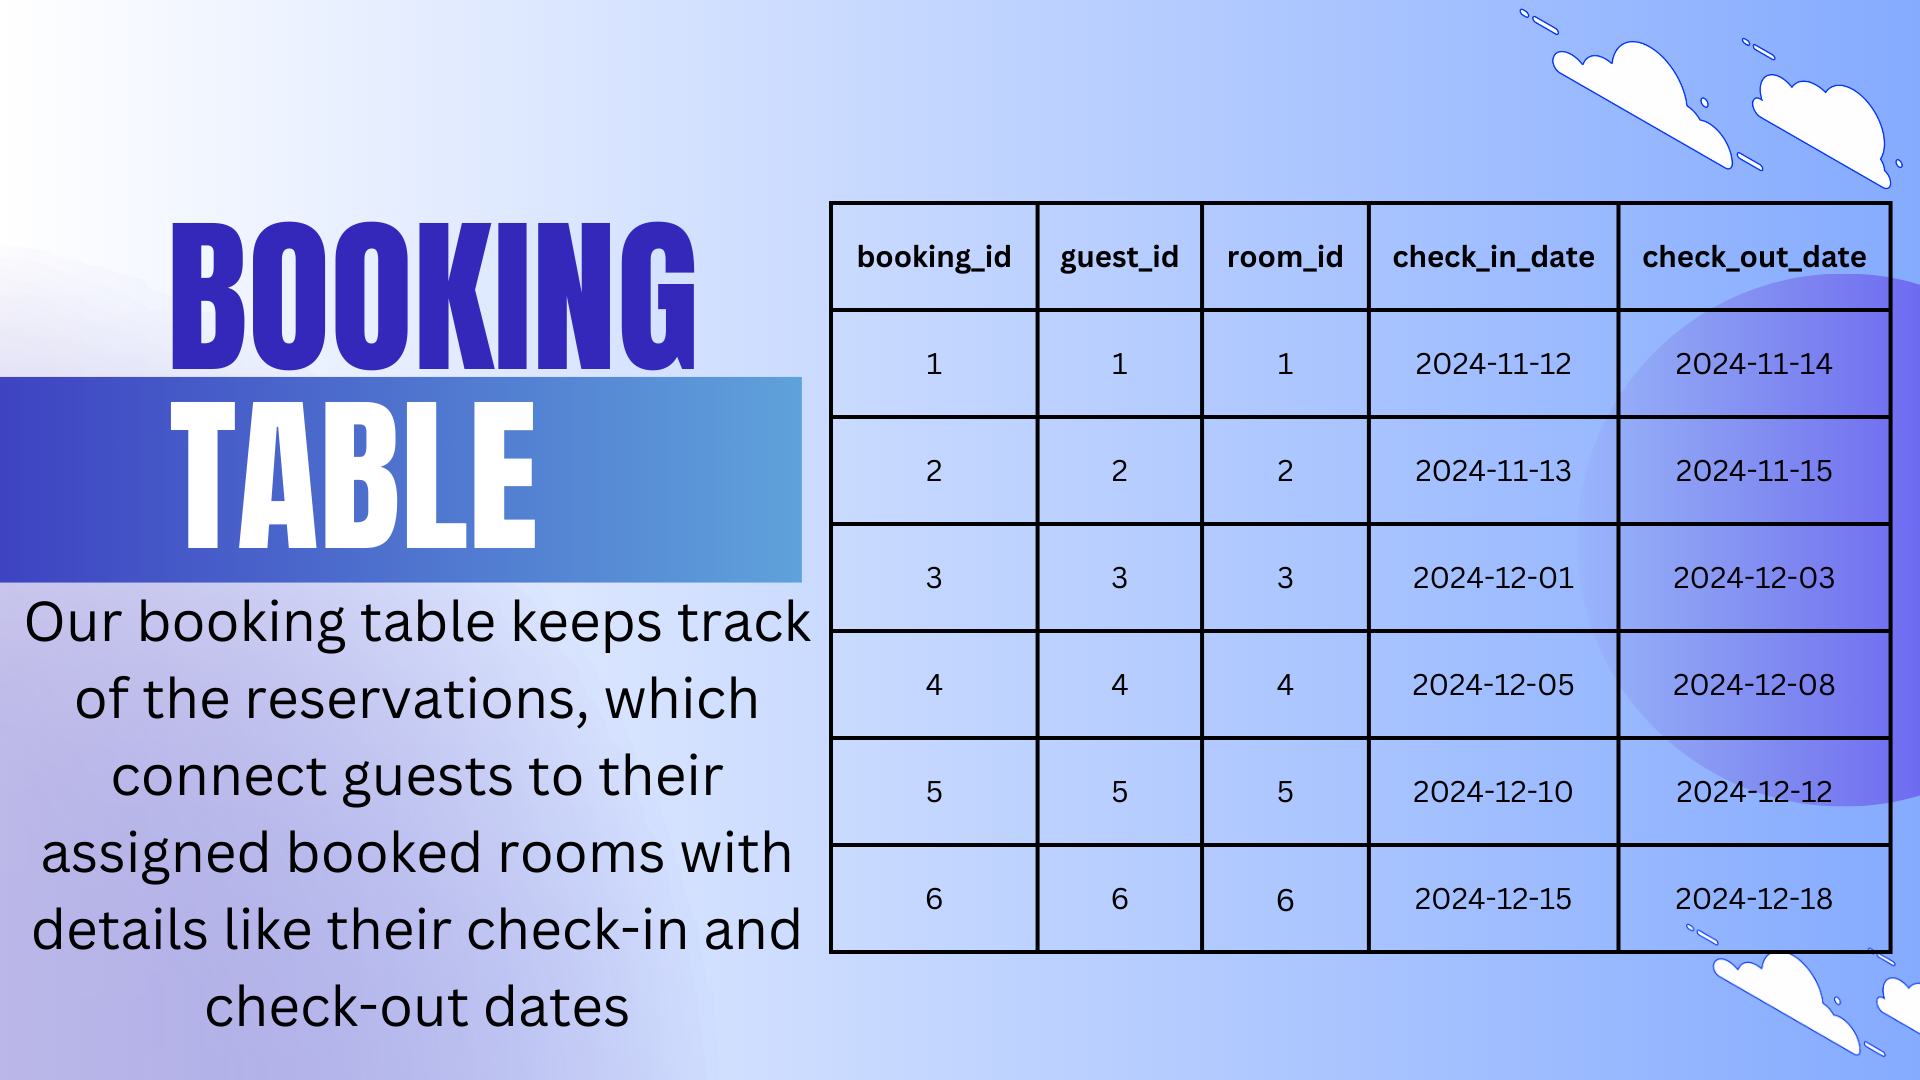 BOOKING
TABLE
Our booking table keeps track
of the reservations, which
connect guests to their
assigned booked rooms with
details like their check-in and
check-out dates
booking_id guest_id room_id check_in_date check_out_date
1 1 1 2024-11-12 2024-11-14
2 2 2 2024-11-13 2024-11-15
3 3 3 2024-12-01 2024-12-03
4 4 4 2024-12-05 2024-12-08
5 5 5 2024-12-10 2024-12-12
6 6 6 2024-12-15 2024-12-18